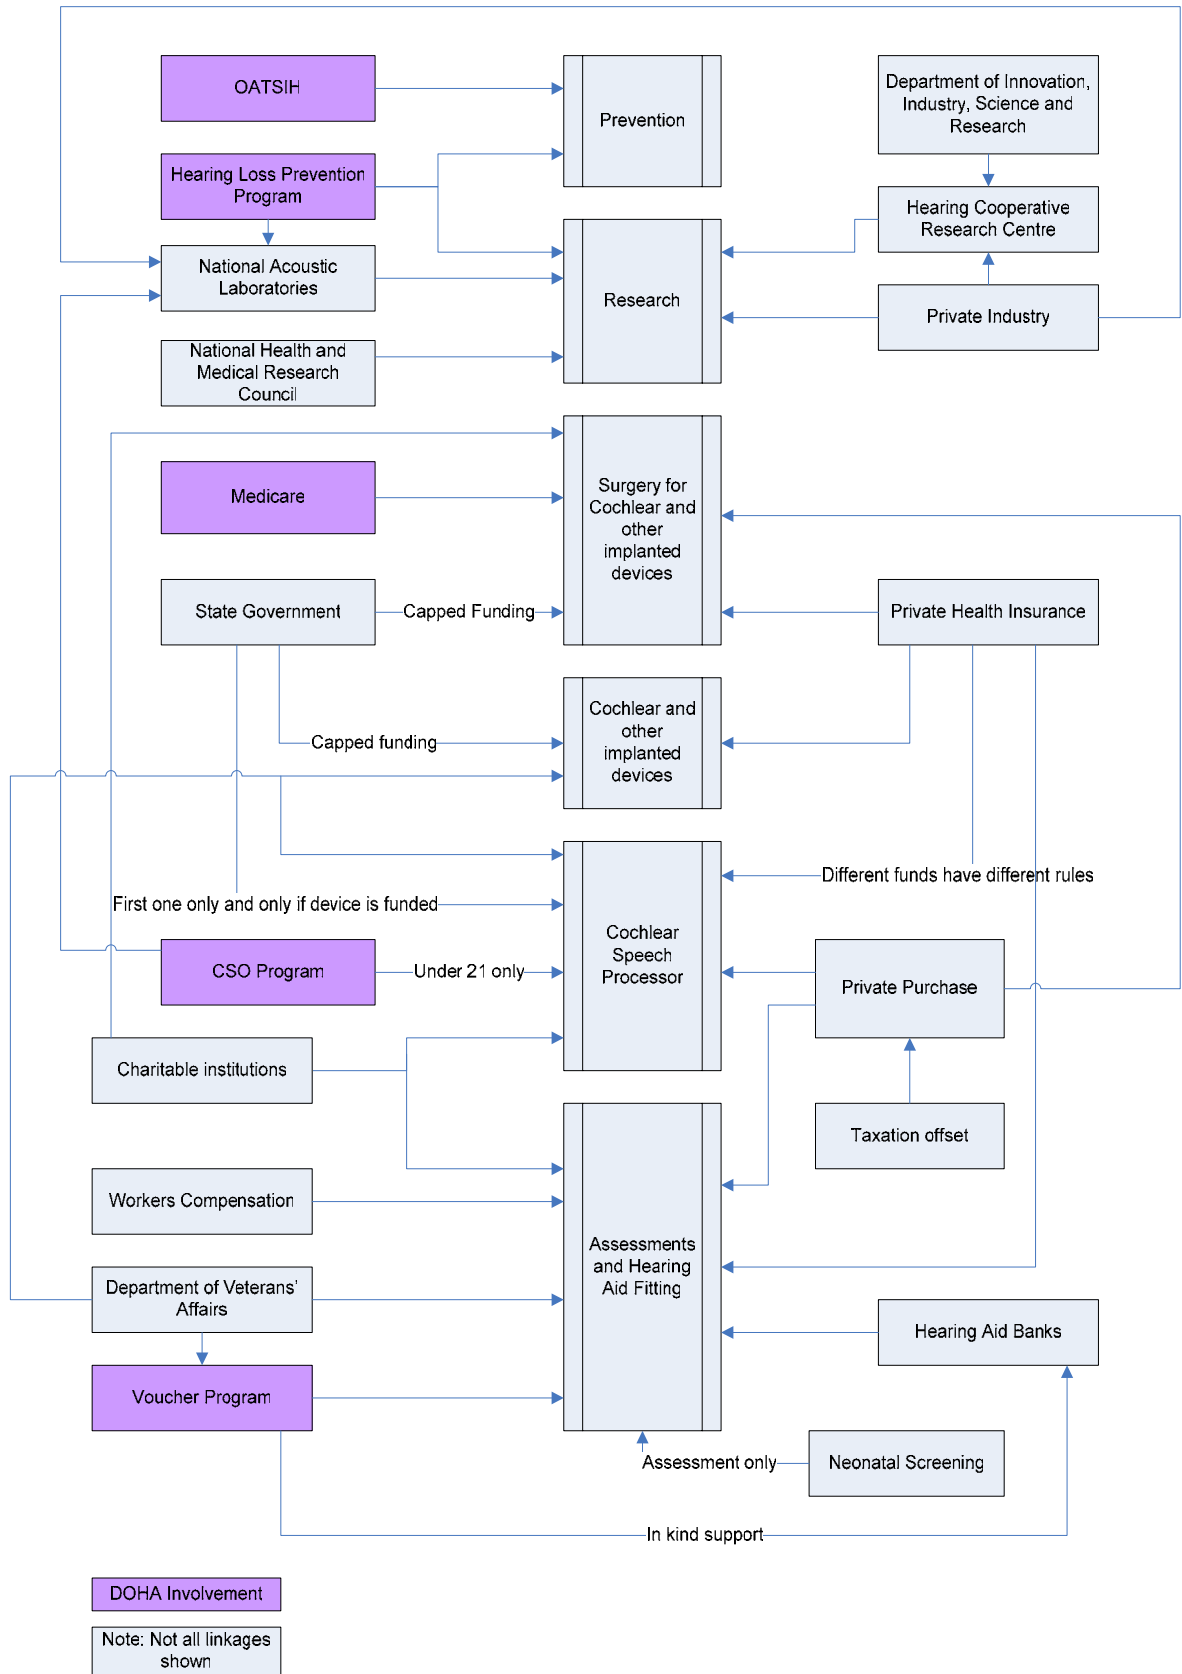 OATSIH
Prevention
Department of Innovation,
Industry, Science and
Research
Hearing Loss Prevention
Program
Hearing Cooperative
Research Centre
National Acoustic
Laboratories
Research
Private Industry
National Health and
Medical Research
Council
Medicare
Surgery for
Cochlear and
other
implanted
devices
State Government
Capped Funding
Private Health Insurance
Cochlear and
other
implanted
devices
Capped funding
Different funds have different rules
First one only and only if device is funded
Cochlear
Speech
Processor
CSO Program
Under 21 only
Private Purchase
Charitable institutions
Taxation offset
Workers Compensation
Assessments
and Hearing
Aid Fitting
Department of Veterans’
Affairs
Hearing Aid Banks
Voucher Program
Assessment only
Neonatal Screening
In kind support
DOHA Involvement
Note: Not all linkages
shown